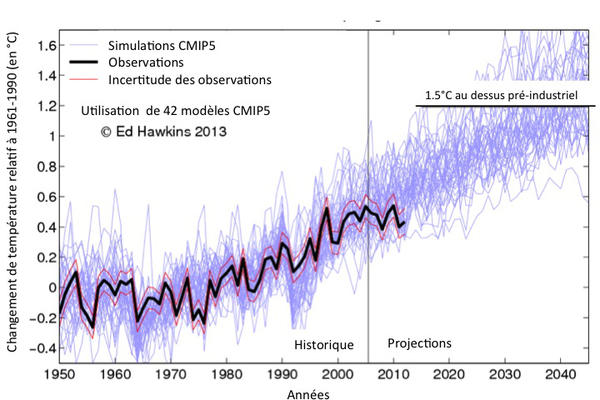 Simulations CMIP5
Observations
Incertitude des observations
Utilisation de 42 modèles CMIP5
© Ed Hawkins 2013
1.5°C au dessus pré-industriel
Changement de température relatif à 1961-1990 (en °C)
1.6
1.4
1.2
1
0.8
0.6
0.4
0.2
0
−0.2
−0.4
Historique
Projections
1950 1960 1970 1980 1990 2000 2010 2020 2030 2040
Années